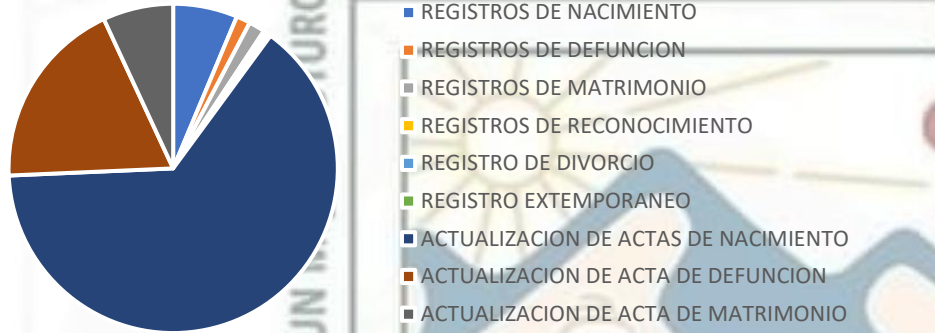 REGISTROS DE NACIMIENTO
REGISTROS DE DEFUNCION
REGISTROS DE MATRIMONIO
REGISTROS DE RECONOCIMIENTO
REGISTRO DE DIVORCIO
REGISTRO EXTEMPORANEO
ACTUALIZACION DE ACTAS DE NACIMIENTO
ACTUALIZACION DE ACTA DE DEFUNCION
ACTUALIZACION DE ACTA DE MATRIMONIO
UN